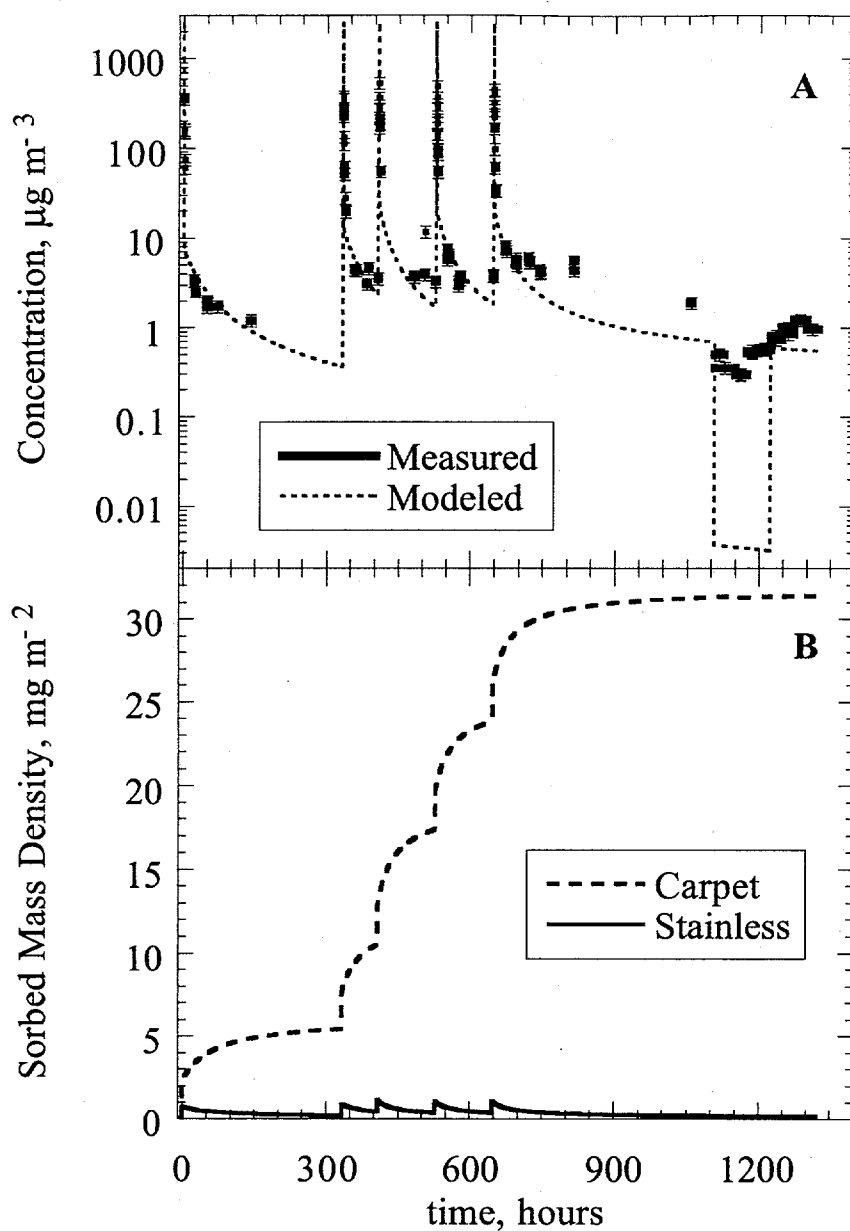 A
Concentration, µg m⁻³
1000
100
10
1
0.1
0.01
Measured
Modeled
B
Sorbed Mass Density, mg m⁻²
30
25
20
15
10
5
0
Carpet
Stainless
0 300 600 900 1200
time, hours